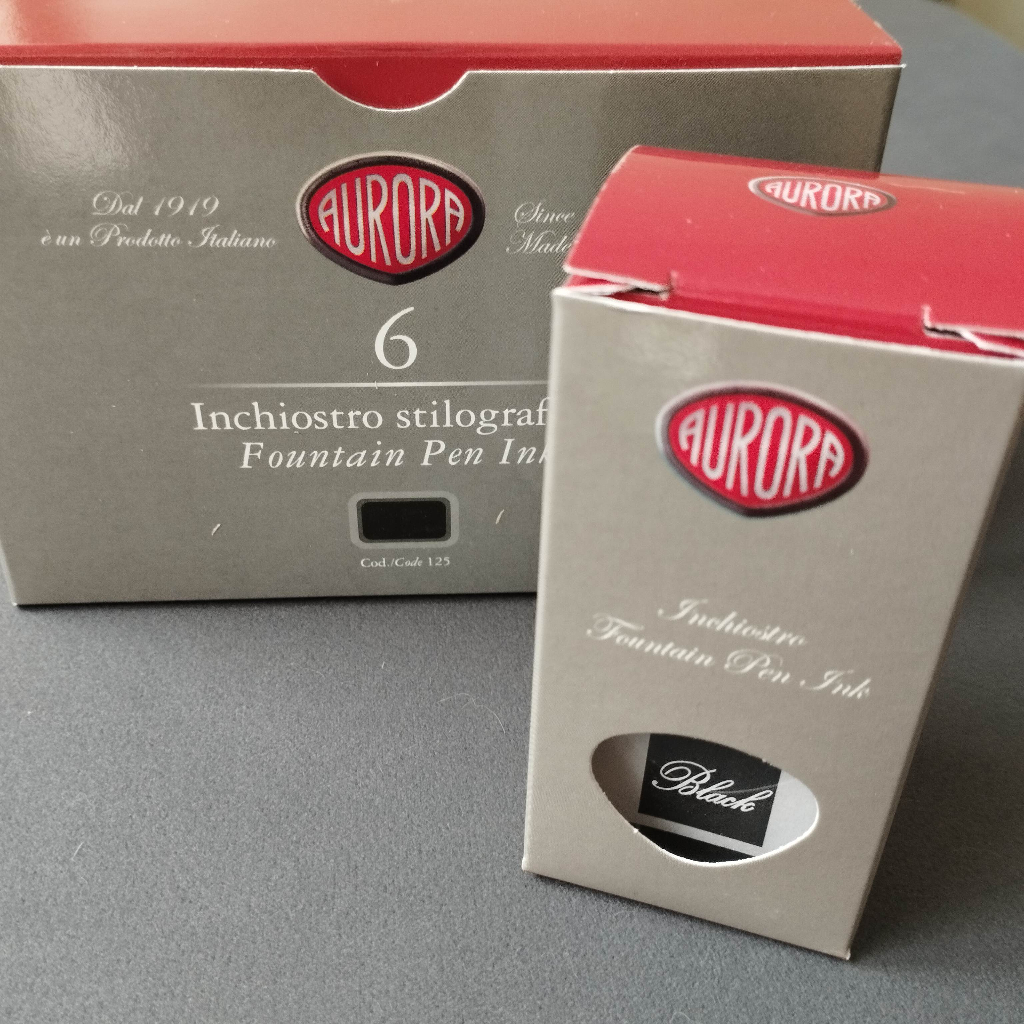 Dal 1919
è un Prodotto Italiano
AURORA
Since
Made
6
Inchiostro stilograf
Fountain Pen Ink
Cod./Code 125
AURORA
AURORA
Inchiostro
Fountain Pen Ink
Black